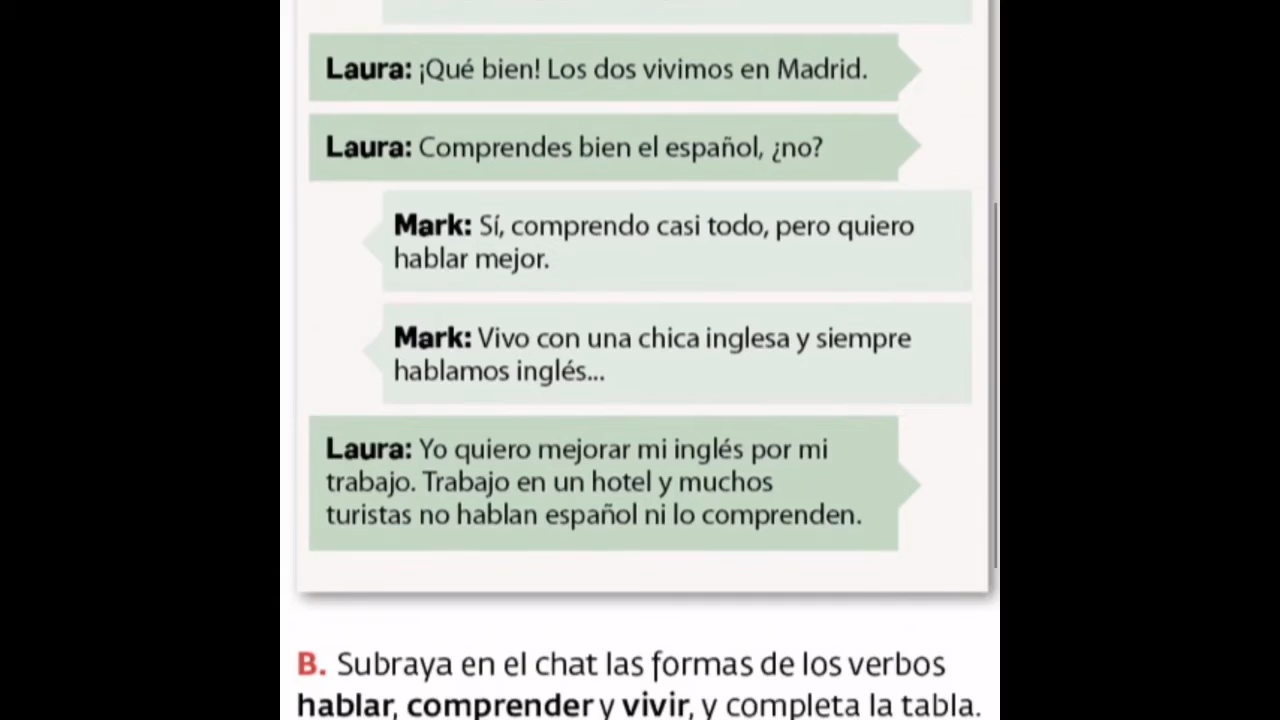 Laura: ¡Qué bien! Los dos vivimos en Madrid.
Laura: Comprendes bien el español, ¿no?
Mark: Sí, comprendo casi todo, pero quiero
hablar mejor.
Mark: Vivo con una chica inglesa y siempre
hablamos inglés...
Laura: Yo quiero mejorar mi inglés por mi
trabajo. Trabajo en un hotel y muchos
turistas no hablan español ni lo comprenden.
B. Subraya en el chat las formas de los verbos
hablar, comprender y vivir, y completa la tabla.